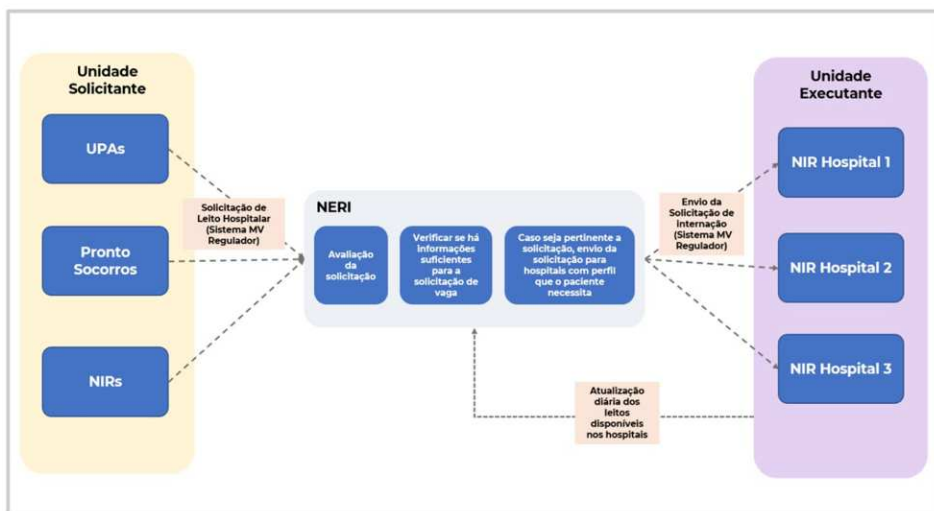 Unidade
Solicitante
UPAs
Pronto
Socorros
NIRs
Solicitação de
Leito Hospitalar
(Sistema MV
Regulador)
NERI
Avaliação
da
solicitação
Verificar se há
informações
suficientes
para a
solicitação de
vaga
Caso seja pertinente a
solicitação, envio da
solicitação para
hospitais com perfil
que o paciente
necessita
Envio da
Solicitação de
internação
(Sistema MV
Regulador)
Atualização
diária dos
leitos
disponíveis
nos hospitais
Unidade
Executante
NIR Hospital 1
NIR Hospital 2
NIR Hospital 3